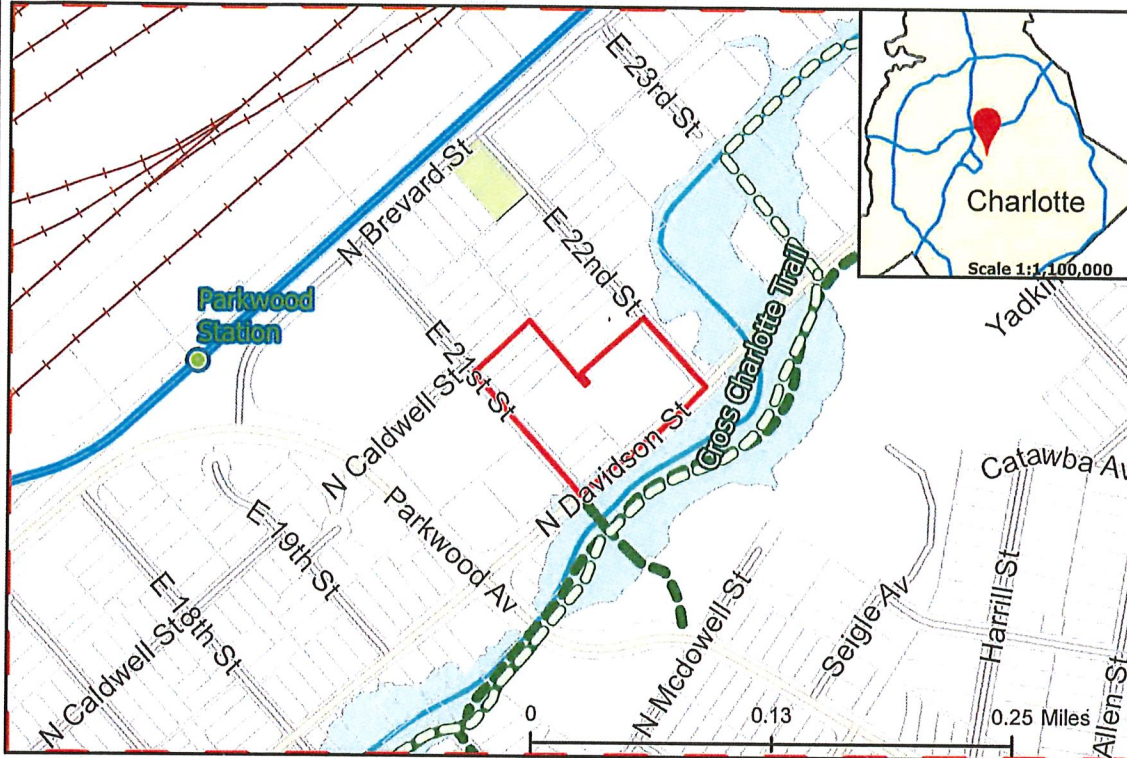 E 23rd St
N Brevard St
E 22nd St
Charlotte
Scale 1:1,100,000
Parkwood
Station
E 21st St
N Caldwell St
Cross Charlotte Trail
N Davidson St
Parkwood Av
E 19th St
E 18th St
N Caldwell St
N Mcdowell St
Seigle Av
Harrill St
Catawba Av
Allen St
0
0.13
0.25 Miles